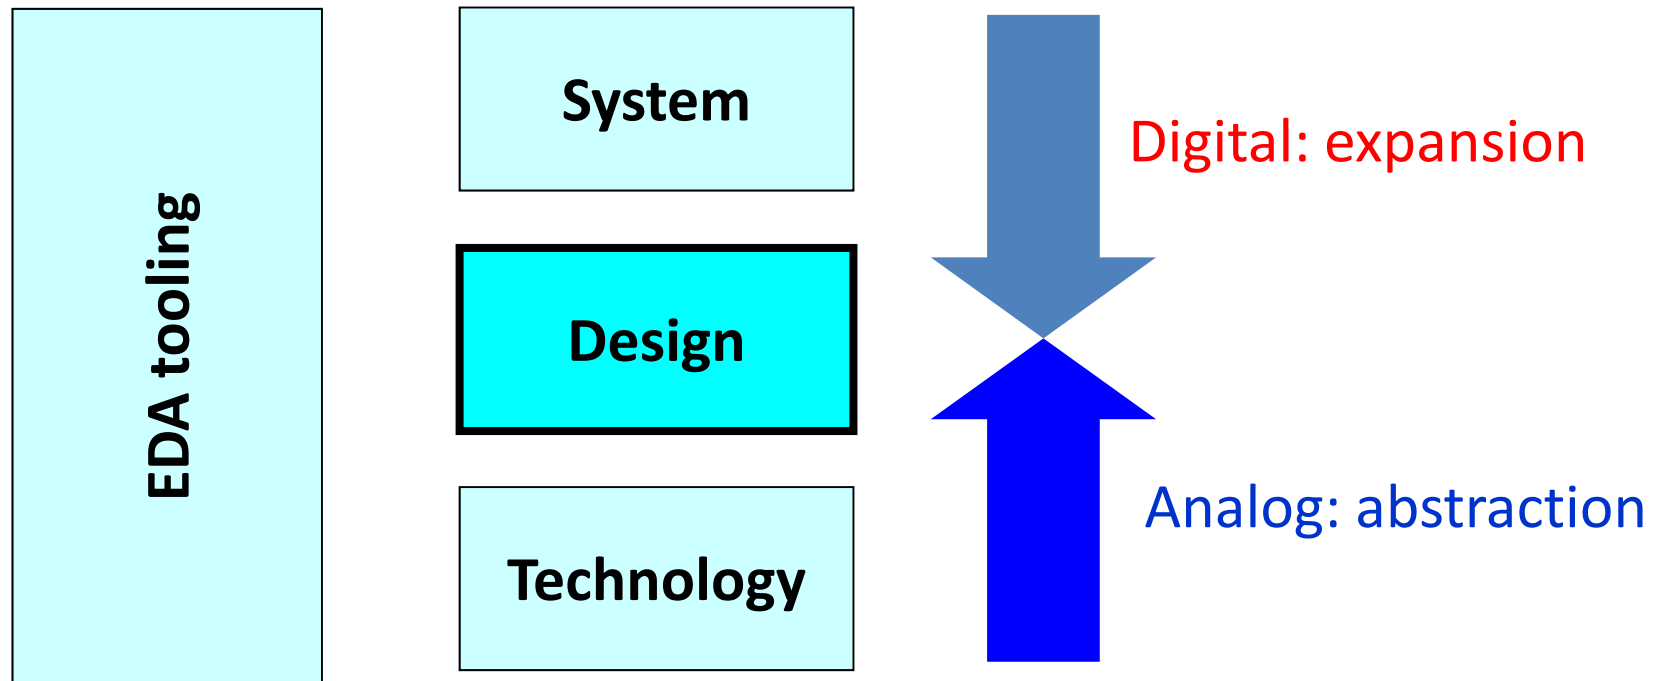 EDA tooling
System
Design
Technology
Digital: expansion
Analog: abstraction